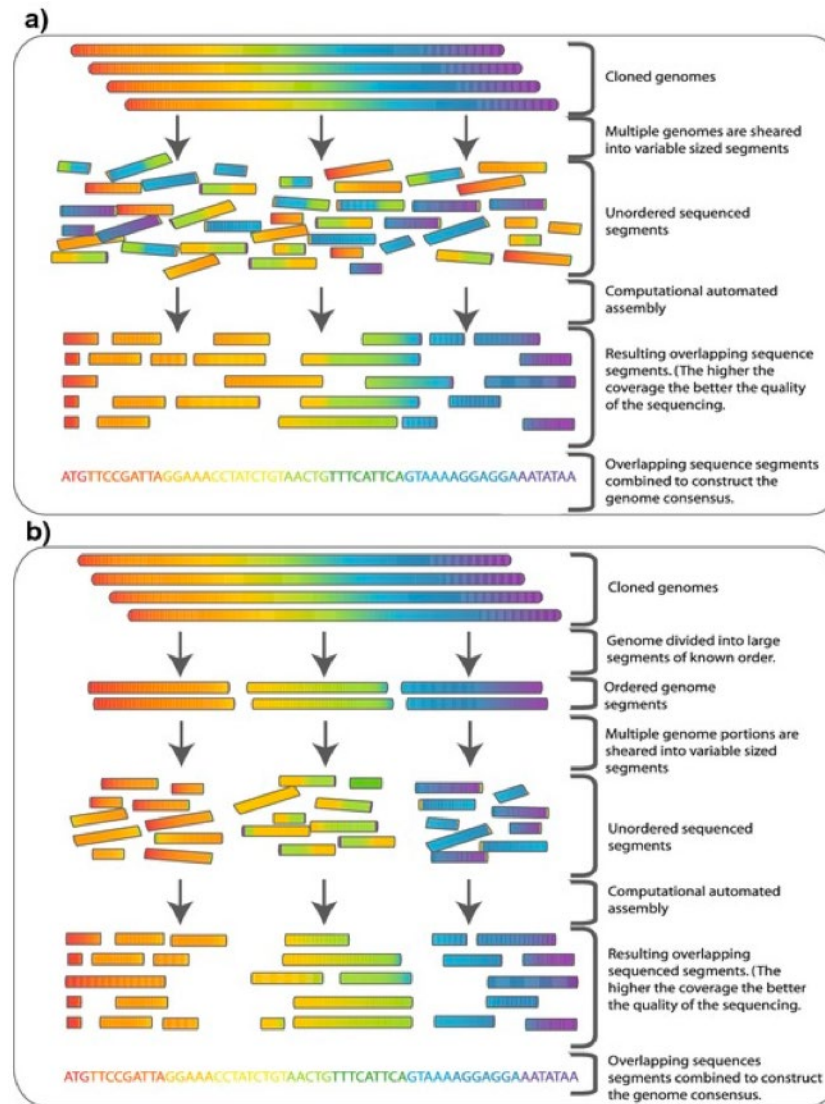 a)
Cloned genomes
Multiple genomes are sheared
into variable sized segments
Unordered sequenced
segments
Computational automated
assembly
Resulting overlapping sequence
segments. (The higher the
coverage the better the quality
of the sequencing.
ATGTTCCGATTAGGAAACCTATCTGTAACTGTTTCATTCAGTAAAAGGAGGAAATATAA
Overlapping sequence segments
combined to construct the
genome consensus.
b)
Cloned genomes
Genome divided into large
segments of known order.
Ordered genome
segments
Multiple genome portions are
sheared into variable sized
segments
Unordered sequenced
segments
Computational automated
assembly
Resulting overlapping
sequenced segments. (The
higher the coverage the better
the quality of the sequencing.
ATGTTCCGATTAGGAAACCTATCTGTAACTGTTTCATTCAGTAAAAGGAGGAAATATAA
Overlapping sequences
segments combined to construct
the genome consensus.